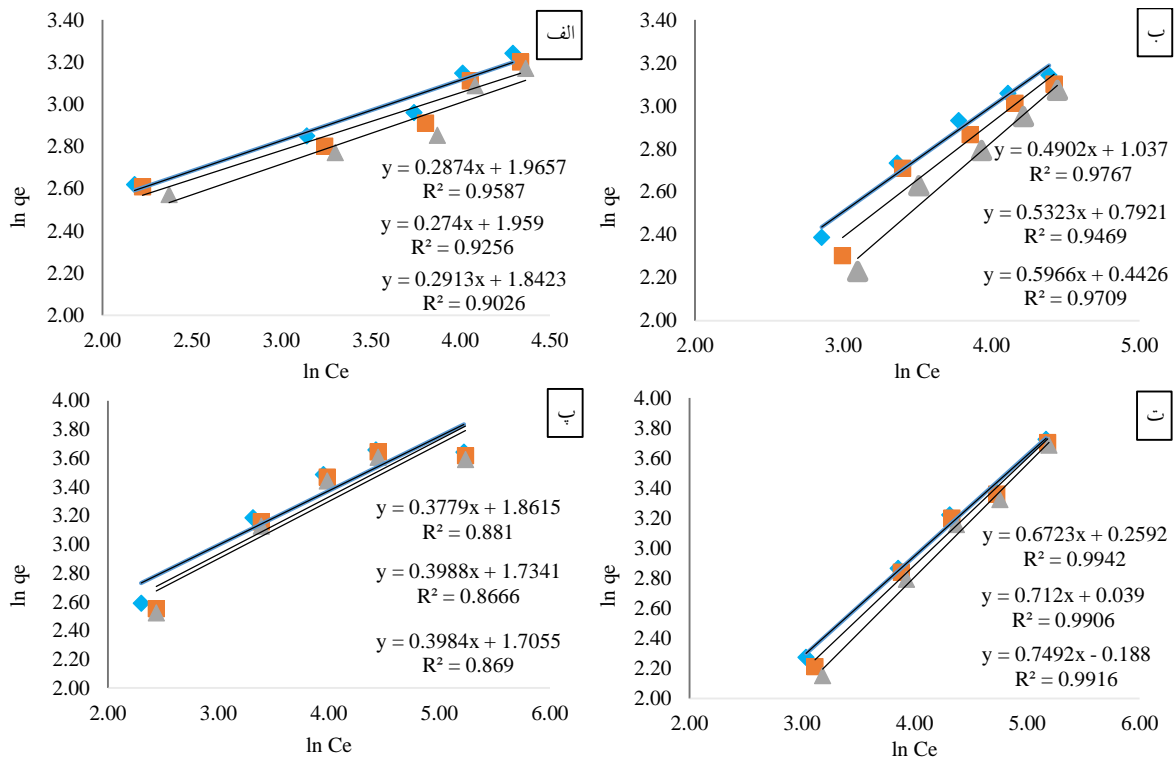 الف
3.40
3.20
3.00
2.80
2.60
2.40
2.20
2.00
ln qe
y = 0.2874x + 1.9657
R² = 0.9587
y = 0.274x + 1.959
R² = 0.9256
y = 0.2913x + 1.8423
R² = 0.9026
2.00 2.50 3.00 3.50 4.00 4.50
ln Ce
ب
3.40
3.20
3.00
2.80
2.60
2.40
2.20
2.00
ln qe
y = 0.4902x + 1.037
R² = 0.9767
y = 0.5323x + 0.7921
R² = 0.9469
y = 0.5966x + 0.4426
R² = 0.9709
2.00 3.00 4.00 5.00
ln Ce
پ
4.00
3.80
3.60
3.40
3.20
3.00
2.80
2.60
2.40
2.20
2.00
ln qe
y = 0.3779x + 1.8615
R² = 0.881
y = 0.3988x + 1.7341
R² = 0.8666
y = 0.3984x + 1.7055
R² = 0.869
2.00 3.00 4.00 5.00 6.00
ln Ce
ت
4.00
3.80
3.60
3.40
3.20
3.00
2.80
2.60
2.40
2.20
2.00
ln qe
y = 0.6723x + 0.2592
R² = 0.9942
y = 0.712x + 0.039
R² = 0.9906
y = 0.7492x - 0.188
R² = 0.9916
2.00 3.00 4.00 5.00 6.00
ln Ce